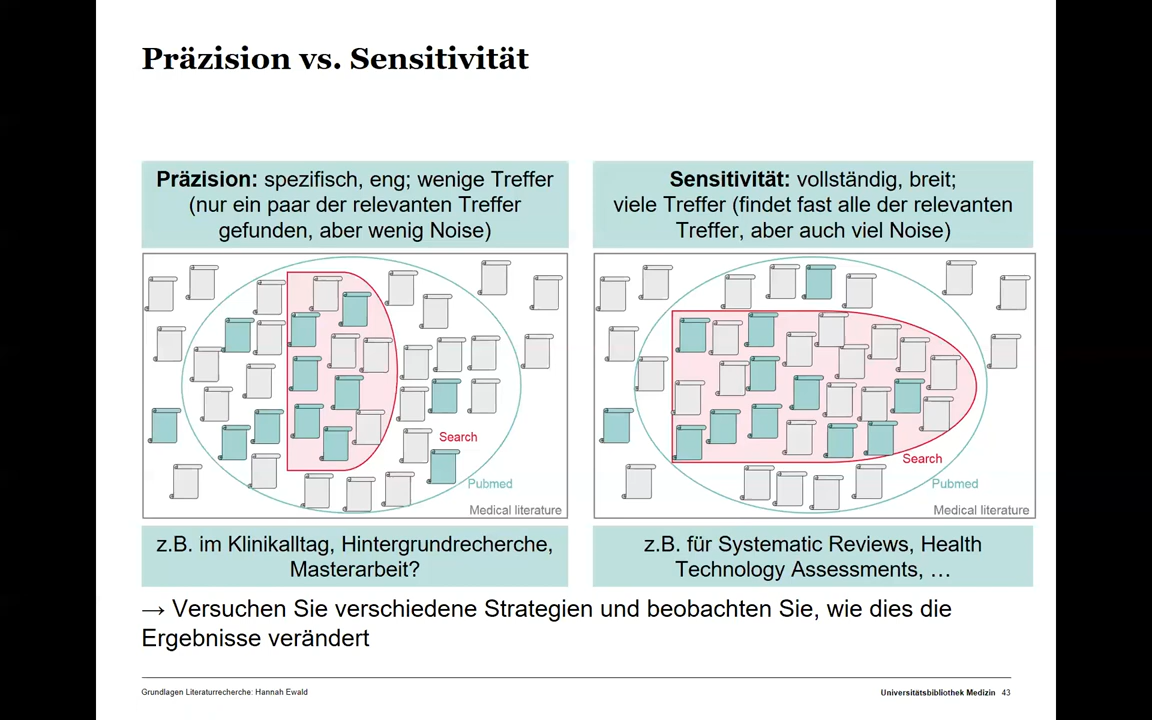 Präzision vs. Sensitivität
Präzision: spezifisch, eng; wenige Treffer
(nur ein paar der relevanten Treffer
gefunden, aber wenig Noise)
Sensitivität: vollständig, breit;
viele Treffer (findet fast alle der relevanten
Treffer, aber auch viel Noise)
Search
Pubmed
Medical literature
Search
Pubmed
Medical literature
z.B. im Klinikalltag, Hintergrundrecherche,
Masterarbeit?
z.B. für Systematic Reviews, Health
Technology Assessments, …
→ Versuchen Sie verschiedene Strategien und beobachten Sie, wie dies die
Ergebnisse verändert
Grundlagen Literaturrecherche: Hannah Ewald
Universitätsbibliothek Medizin 43